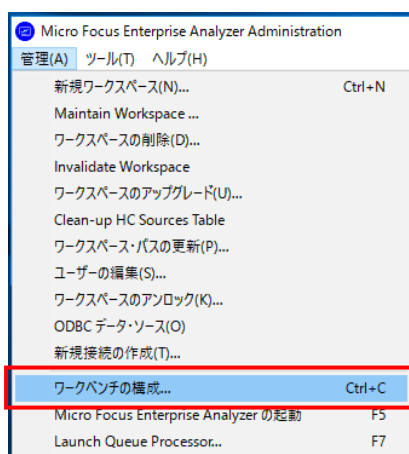 Micro Focus Enterprise Analyzer Administration
管理(A) ツール(T) ヘルプ(H)
新規ワークスペース(N)... Ctrl+N
Maintain Workspace ...
ワークスペースの削除(D)...
Invalidate Workspace
ワークスペースのアップグレード(U)...
Clean-up HC Sources Table
ワークスペース・パスの更新(P)...
ユーザーの編集(S)...
ワークスペースのアンロック(K)...
ODBC データ・ソース(O)
新規接続の作成(T)...
ワークベンチの構成... Ctrl+C
Micro Focus Enterprise Analyzer の起動 F5
Launch Queue Processor... F7